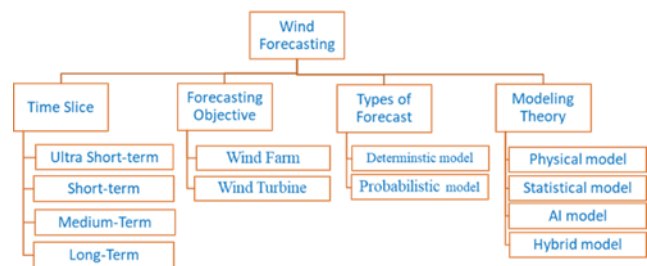 Wind
Forecasting
Time Slice
Forecasting
Objective
Types of
Forecast
Modeling
Theory
Ultra Short-term
Short-term
Medium-Term
Long-Term
Wind Farm
Wind Turbine
Determinstic model
Probabilistic model
Physical model
Statistical model
AI model
Hybrid model